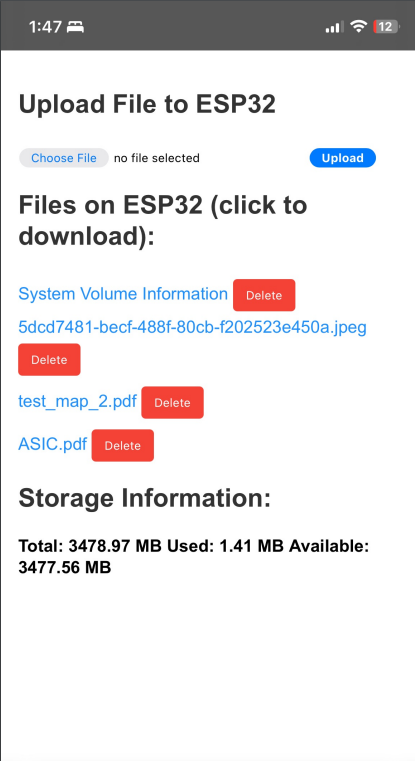 1:47
12
Upload File to ESP32
Choose File no file selected Upload
Files on ESP32 (click to
download):
System Volume Information Delete
5dcd7481-becf-488f-80cb-f202523e450a.jpeg
Delete
test_map_2.pdf Delete
ASIC.pdf Delete
Storage Information:
Total: 3478.97 MB Used: 1.41 MB Available:
3477.56 MB